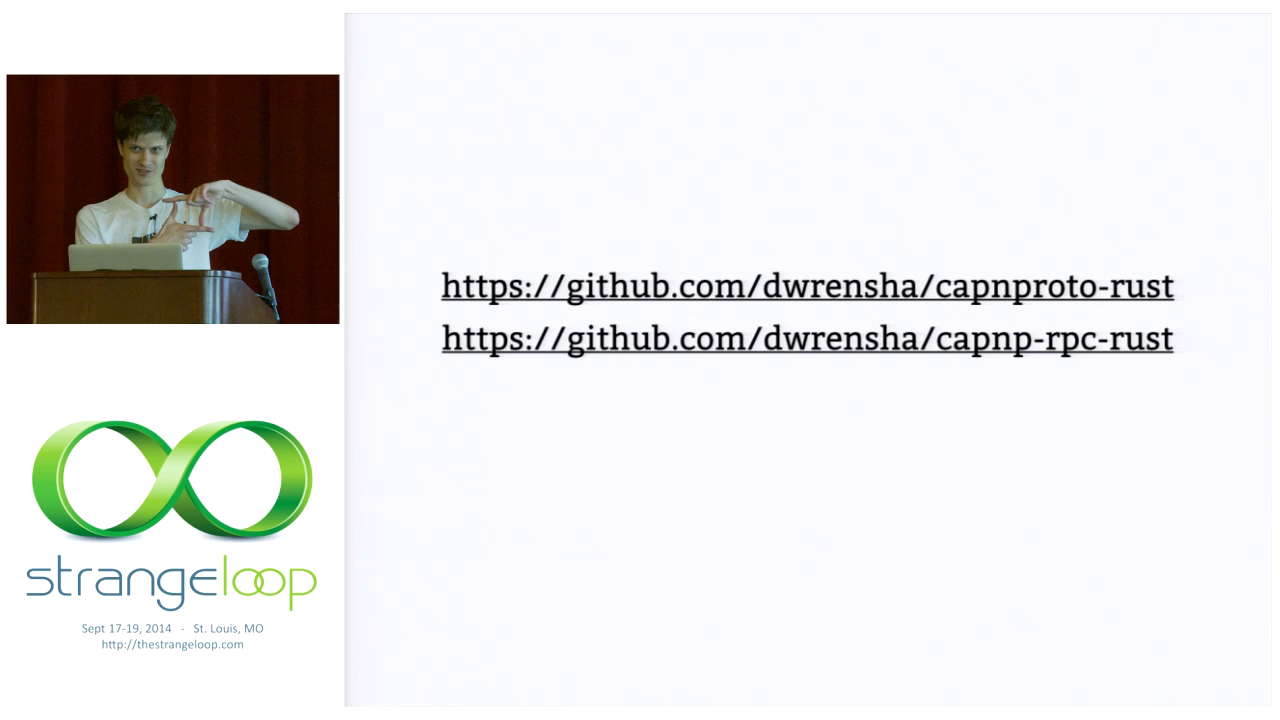 https://github.com/dwrensha/capnproto-rust
https://github.com/dwrensha/capnp-rpc-rust
strangeloop
Sept 17-19, 2014 - St. Louis, MO
http://thestrangeloop.com